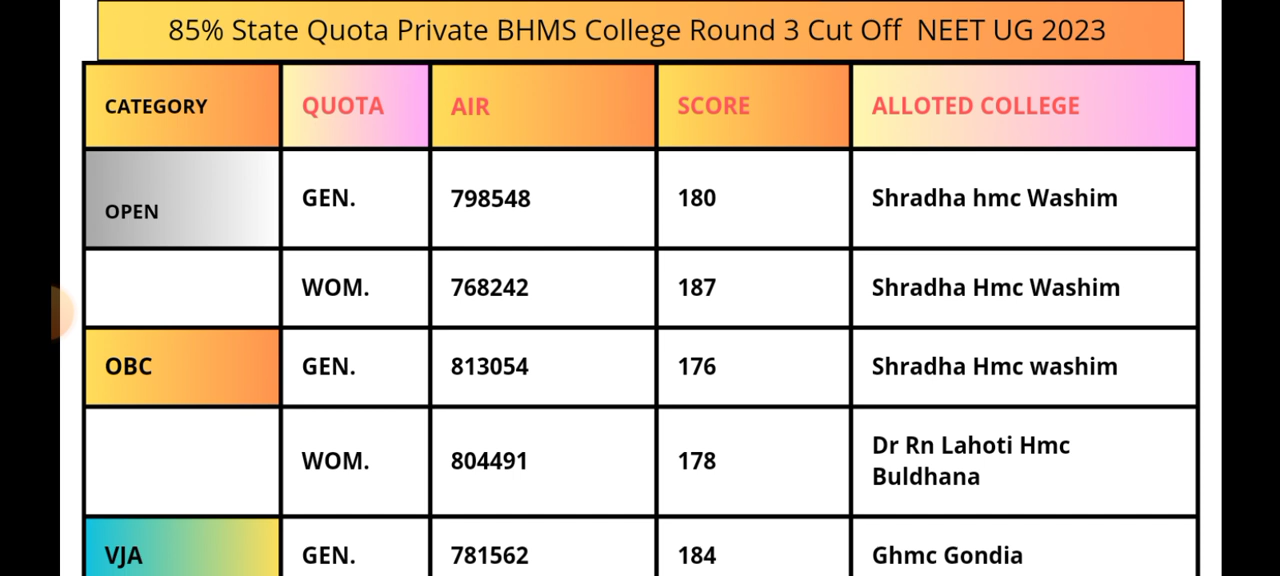 85% State Quota Private BHMS College Round 3 Cut Off  NEET UG 2023
CATEGORY QUOTA AIR SCORE ALLOTED COLLEGE
OPEN GEN. 798548 180 Shradha hmc Washim
WOM. 768242 187 Shradha Hmc Washim
OBC GEN. 813054 176 Shradha Hmc washim
WOM. 804491 178 Dr Rn Lahoti Hmc
Buldhana
VJA GEN. 781562 184 Ghmc Gondia